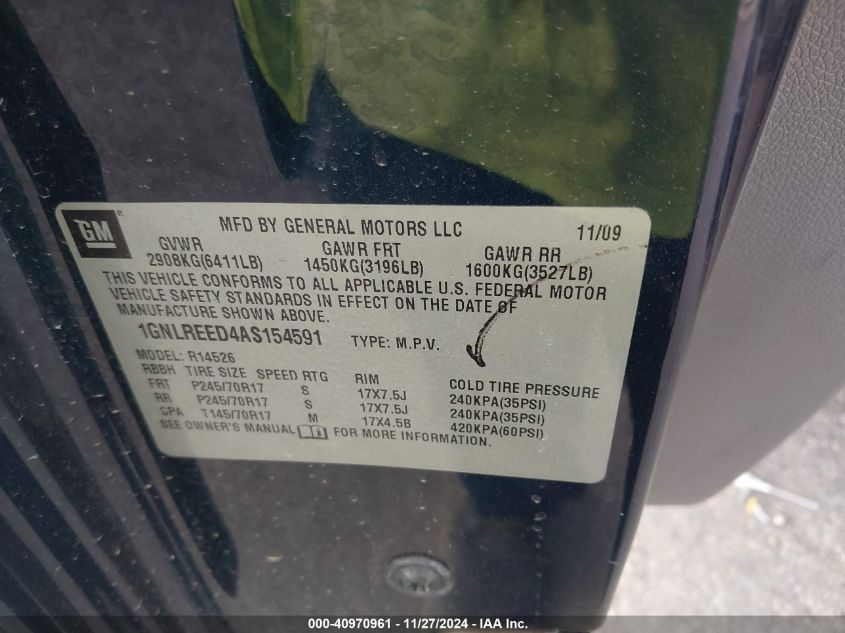 GM®
MFD BY GENERAL MOTORS LLC 11/09
GVWR GAWR FRT GAWR RR
2908KG(6411LB) 1450KG(3196LB) 1600KG(3527LB)
THIS VEHICLE CONFORMS TO ALL APPLICABLE U.S. FEDERAL MOTOR
VEHICLE SAFETY STANDARDS IN EFFECT ON THE DATE OF
MANUFACTURE SHOWN ABOVE.
1GNLREED4AS154591 TYPE: M.P.V.
MODEL: R14526
RBBH TIRE SIZE SPEED RTG RIM COLD TIRE PRESSURE
FRT P245/70R17 S 17X7.5J 240KPA(35PSI)
RR P245/70R17 S 17X7.5J 240KPA(35PSI)
SPA T145/70R17 M 17X4.5B 420KPA(60PSI)
SEE OWNER'S MANUAL FOR MORE INFORMATION.
000-40970961 - 11/27/2024 - IAA Inc.